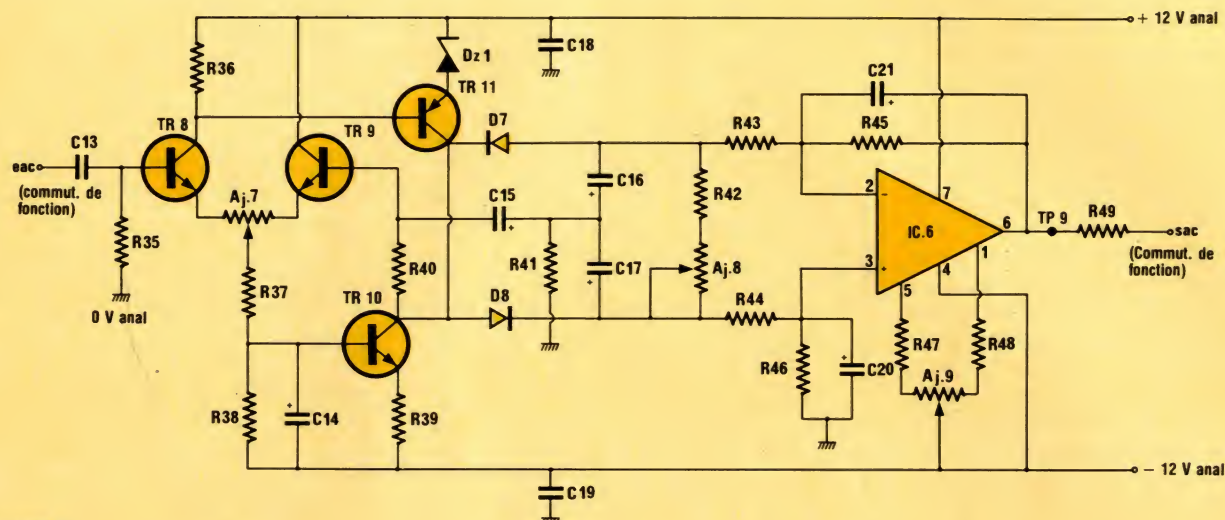 + 12 V anal
C18
Dz 1
R36
TR 11
C21
TR 8
TR 9
D7
R43
R45
C13
eac
(commut. de
fonction)
Aj.7
C16
R42
2
−
7
C15
IC.6
6
TP 9
R49
sac
(Commut. de
fonction)
R35
R40
R41
C17
Aj.8
3
+
4
1
5
0 V anal
R37
TR 10
D8
R44
R47
R48
R46
C20
Aj.9
R38
C14
R39
− 12 V anal
C19